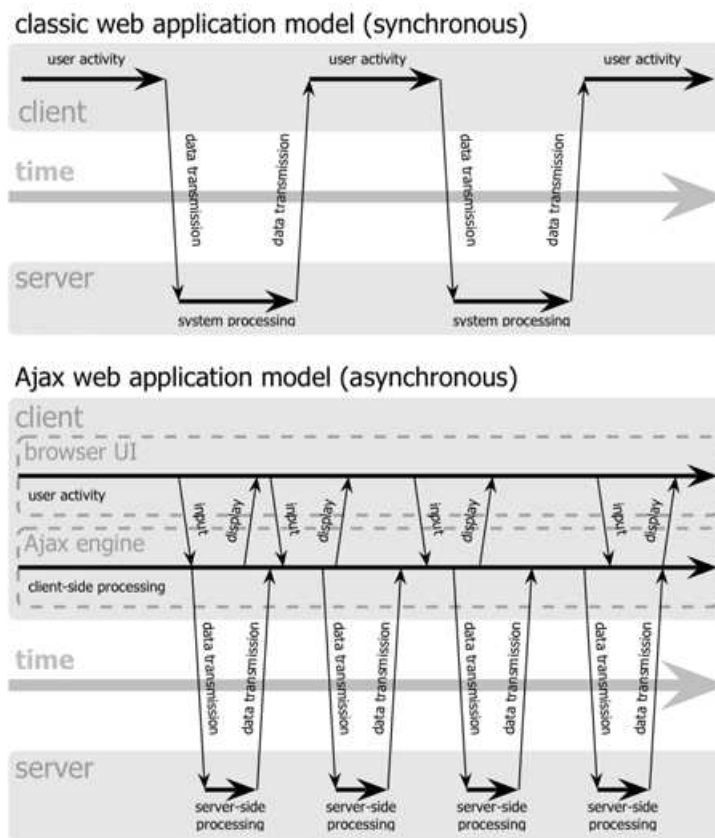 classic web application model (synchronous)
user activity
user activity
user activity
client
data transmission
data transmission
data transmission
data transmission
time
server
system processing
system processing
Ajax web application model (asynchronous)
client
browser UI
user activity
input
display
input
display
input
display
input
display
Ajax engine
client-side processing
data transmission
data transmission
data transmission
data transmission
data transmission
data transmission
data transmission
data transmission
time
server
server-side
processing
server-side
processing
server-side
processing
server-side
processing